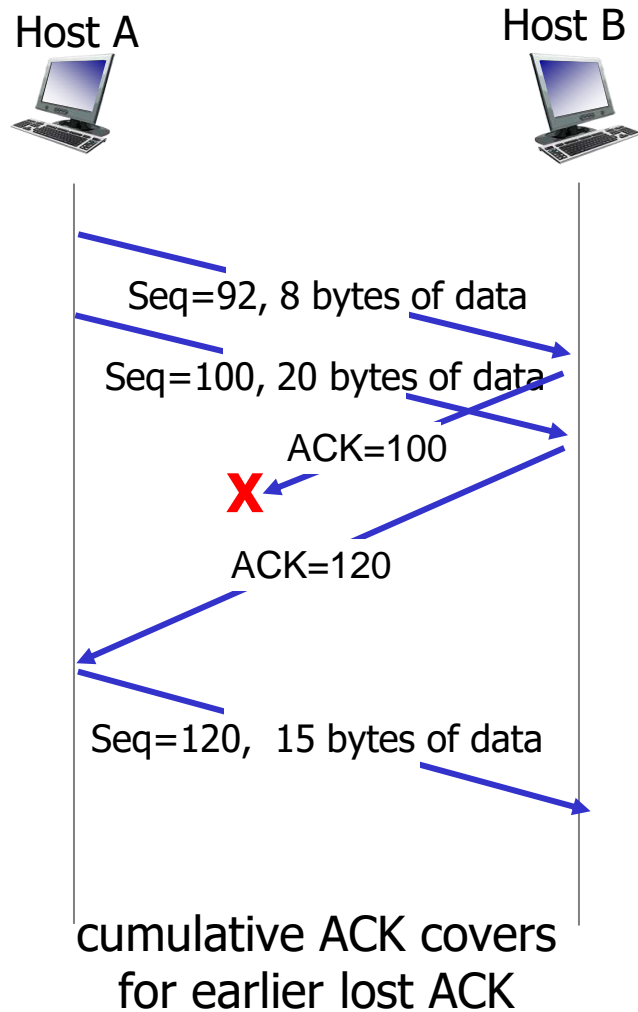 Host A
Host B
Seq=92, 8 bytes of data
Seq=100, 20 bytes of data
ACK=100
X
ACK=120
Seq=120,  15 bytes of data
cumulative ACK covers
for earlier lost ACK